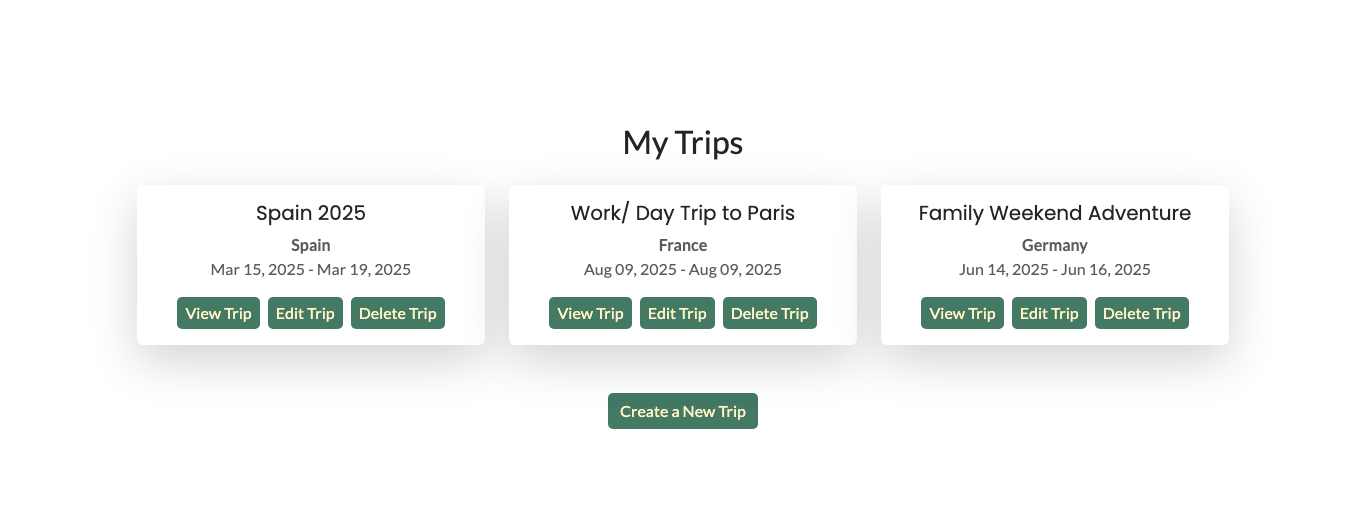 My Trips
Spain 2025
Spain
Mar 15, 2025 - Mar 19, 2025
View Trip Edit Trip Delete Trip
Work/ Day Trip to Paris
France
Aug 09, 2025 - Aug 09, 2025
View Trip Edit Trip Delete Trip
Family Weekend Adventure
Germany
Jun 14, 2025 - Jun 16, 2025
View Trip Edit Trip Delete Trip
Create a New Trip